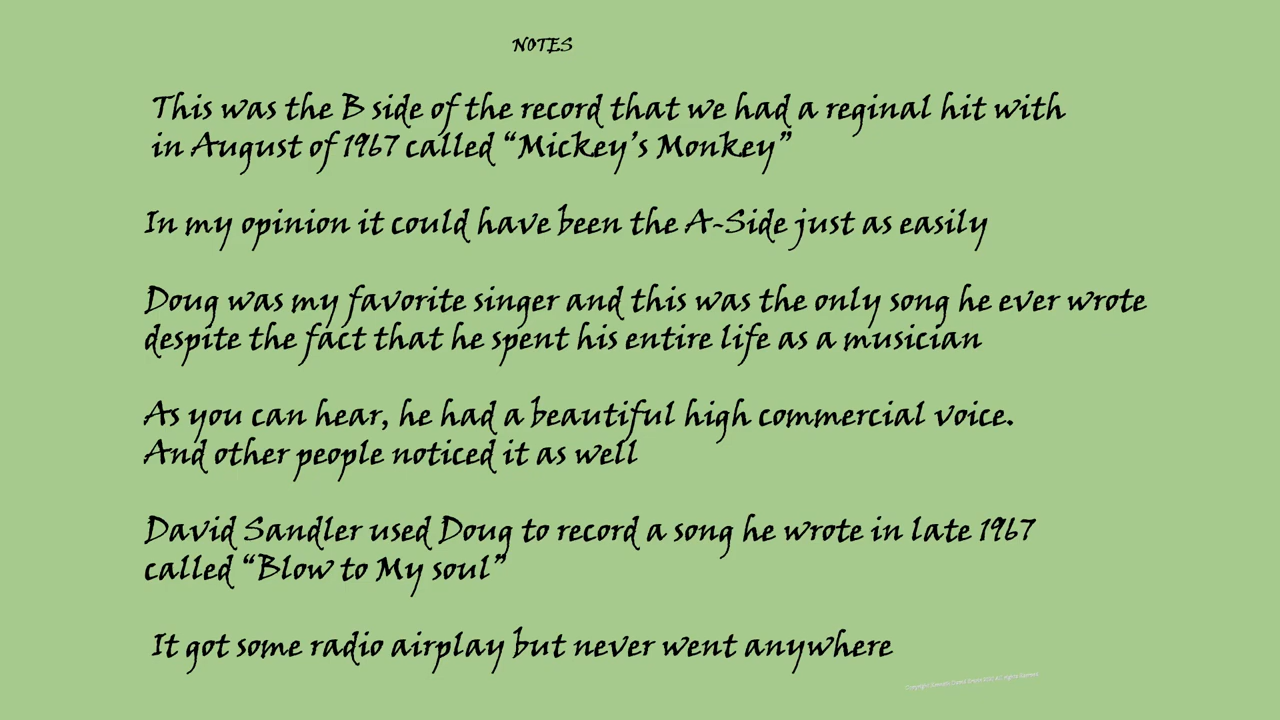 NOTES
This was the B side of the record that we had a reginal hit with
in August of 1967 called “Mickey’s Monkey”
In my opinion it could have been the A-Side just as easily
Doug was my favorite singer and this was the only song he ever wrote
despite the fact that he spent his entire life as a musician
As you can hear, he had a beautiful high commercial voice.
And other people noticed it as well
David Sandler used Doug to record a song he wrote in late 1967
called “Blow to My soul”
It got some radio airplay but never went anywhere
Copyright All Rights Reserved